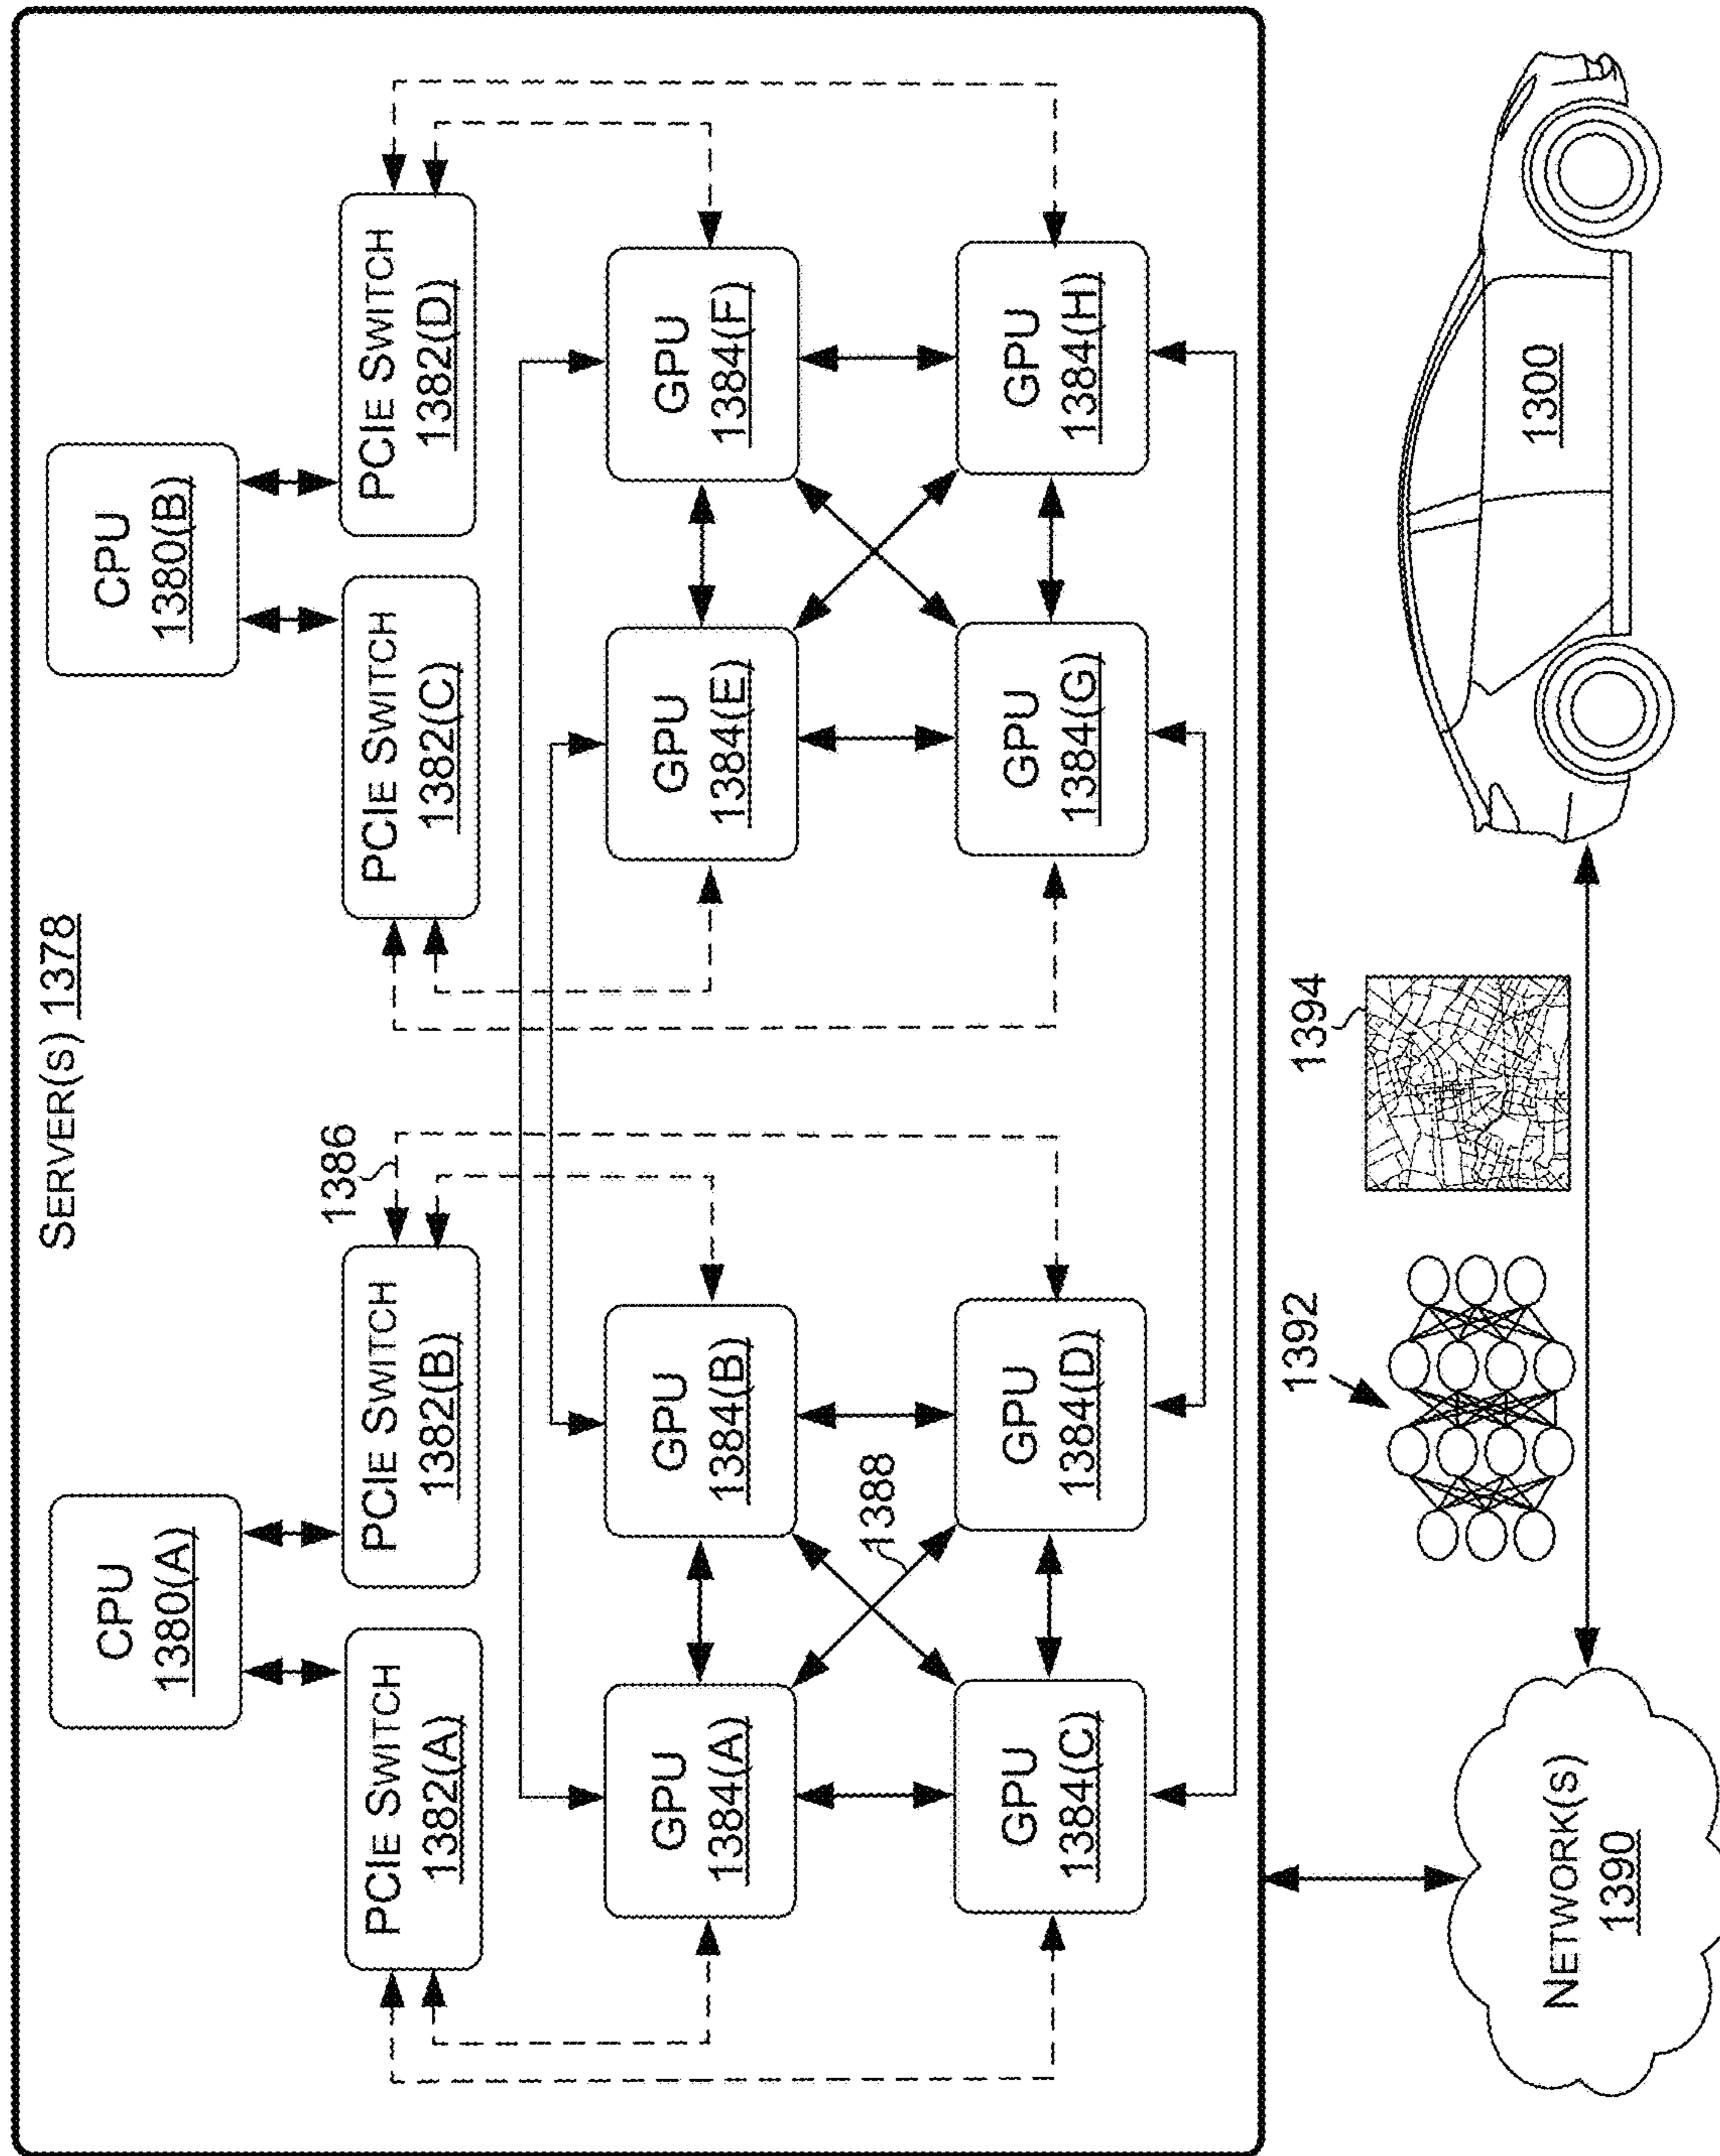 SERVER(S) 1378
CPU
1380(A)
CPU
1380(B)
PCIE SWITCH
1382(A)
PCIE SWITCH
1382(B)
1386
PCIE SWITCH
1382(C)
PCIE SWITCH
1382(D)
GPU
1384(A)
GPU
1384(B)
GPU
1384(E)
GPU
1384(F)
1388
GPU
1384(C)
GPU
1384(D)
GPU
1384(G)
GPU
1384(H)
NETWORK(S)
1390
1392
1394
1300